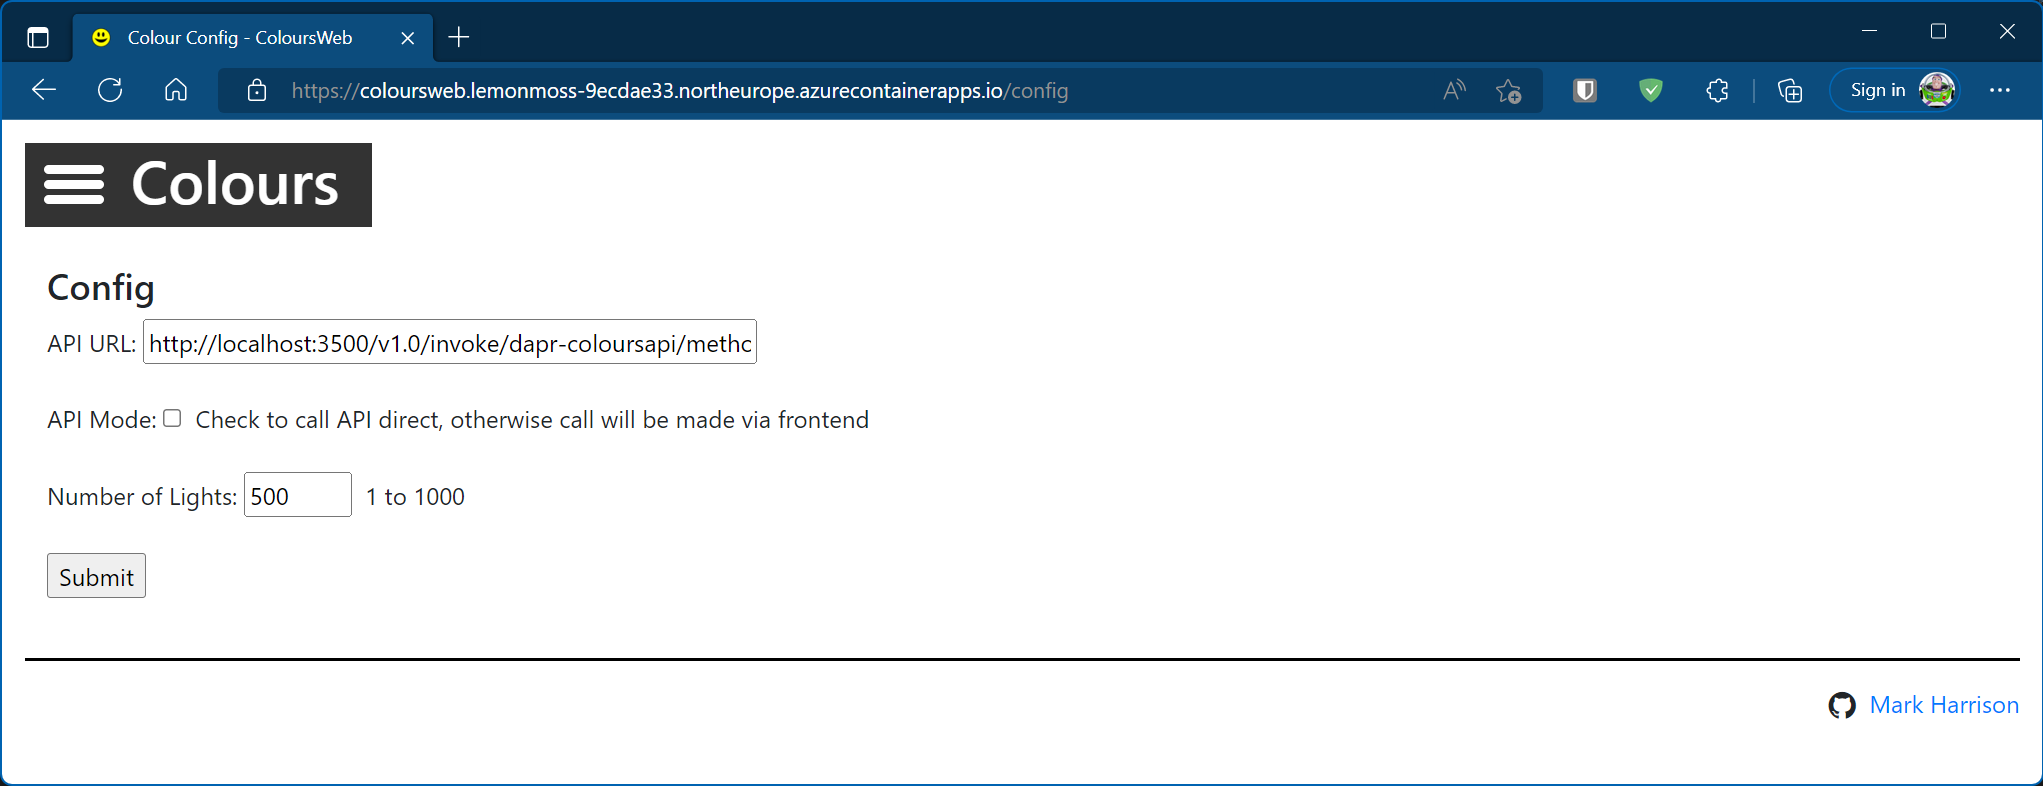 Colour Config - ColoursWeb
https://coloursweb.lemonmoss-9ecdae33.northeurope.azurecontainerapps.io/config
A
Sign in
Colours
Config
API URL: http://localhost:3500/v1.0/invoke/dapr-coloursapi/methc
API Mode: Check to call API direct, otherwise call will be made via frontend
Number of Lights: 500 1 to 1000
Submit
Mark Harrison